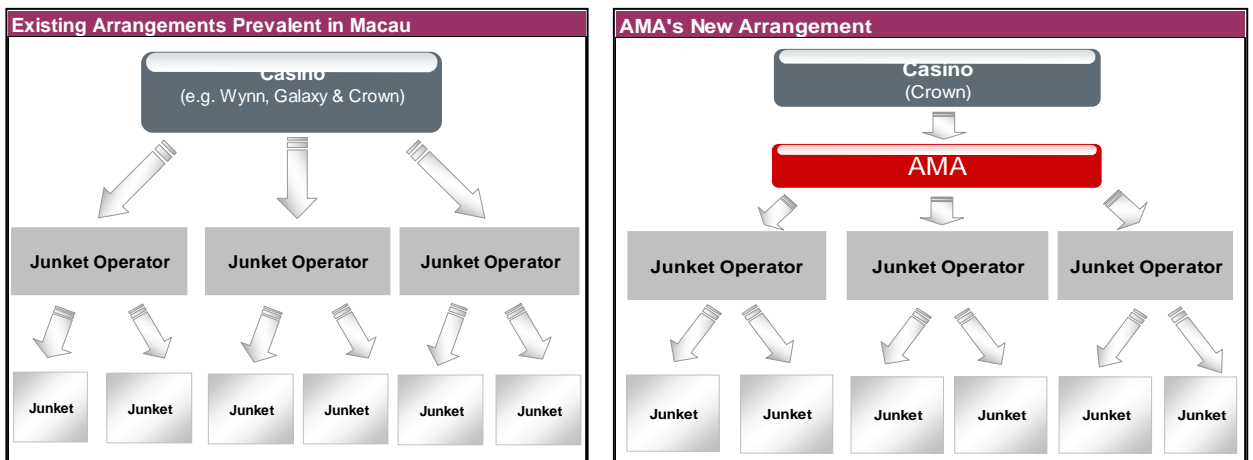 Existing Arrangements Prevalent in Macau
Casino
(e.g. Wynn, Galaxy & Crown)
Junket Operator
Junket Operator
Junket Operator
Junket
Junket
Junket
Junket
Junket
Junket
AMA's New Arrangement
Casino
(Crown)
AMA
Junket Operator
Junket Operator
Junket Operator
Junket
Junket
Junket
Junket
Junket
Junket